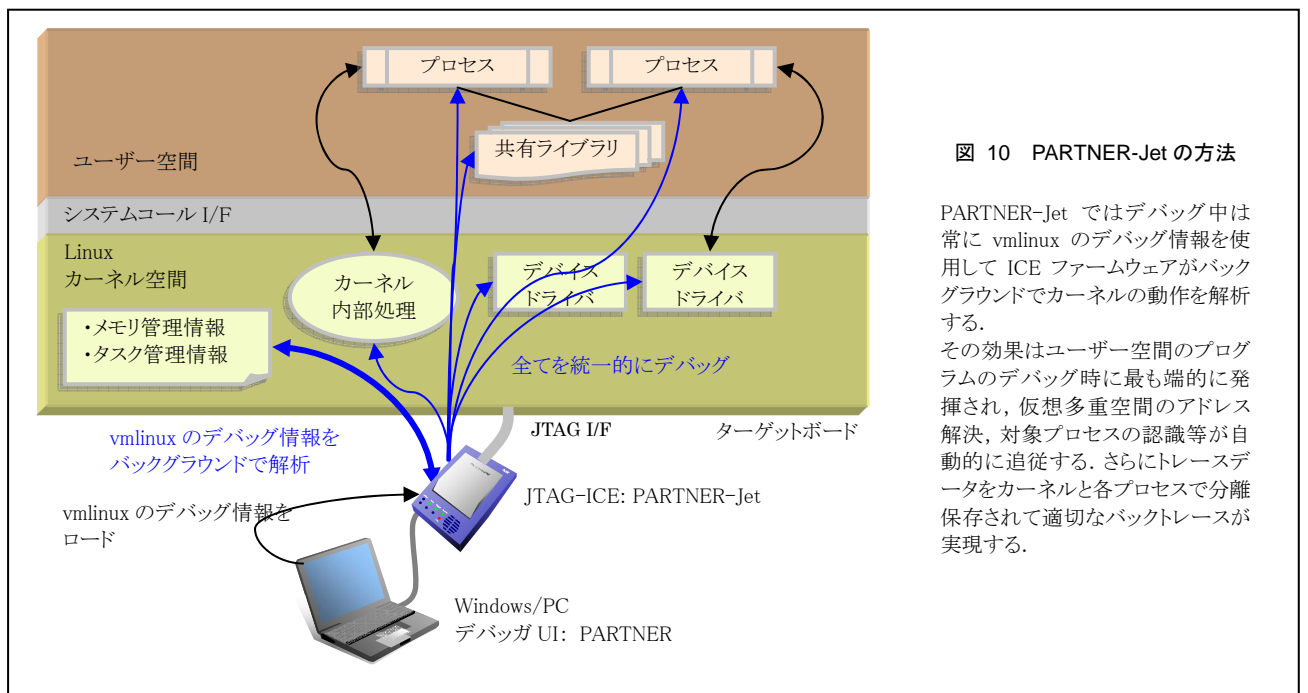 プロセス
プロセス
共有ライブラリ
ユーザー空間
システムコール I/F
Linux
カーネル空間
カーネル
内部処理
デバイス
ドライバ
デバイス
ドライバ
・メモリ管理情報
・タスク管理情報
全てを統一的にデバッグ
vmlinux のデバッグ情報を
バックグラウンドで解析
JTAG I/F
ターゲットボード
JTAG-ICE: PARTNER-Jet
vmlinux のデバッグ情報を
ロード
Windows/PC
デバッガ UI: PARTNER
図 10 PARTNER-Jet の方法
PARTNER-Jet ではデバッグ中は
常に vmlinux のデバッグ情報を使
用して ICE ファームウェアがバック
グラウンドでカーネルの動作を解析
する.
その効果はユーザー空間のプログ
ラムのデバッグ時に最も端的に発
揮され, 仮想多重空間のアドレス
解決, 対象プロセスの認識等が自
動的に追従する. さらにトレースデ
ータをカーネルと各プロセスで分離
保存されて適切なバックトレースが
実現する.